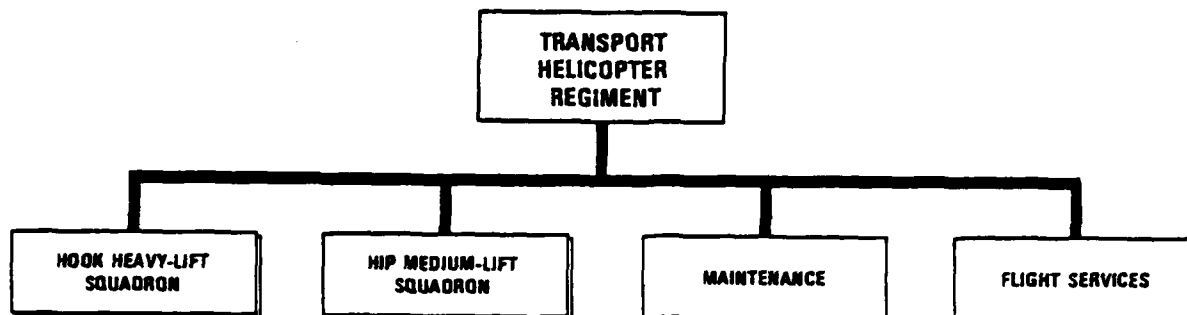 TRANSPORT
HELICOPTER
REGIMENT
HOOK HEAVY-LIFT
SQUADRON
HIP MEDIUM-LIFT
SQUADRON
MAINTENANCE
FLIGHT SERVICES